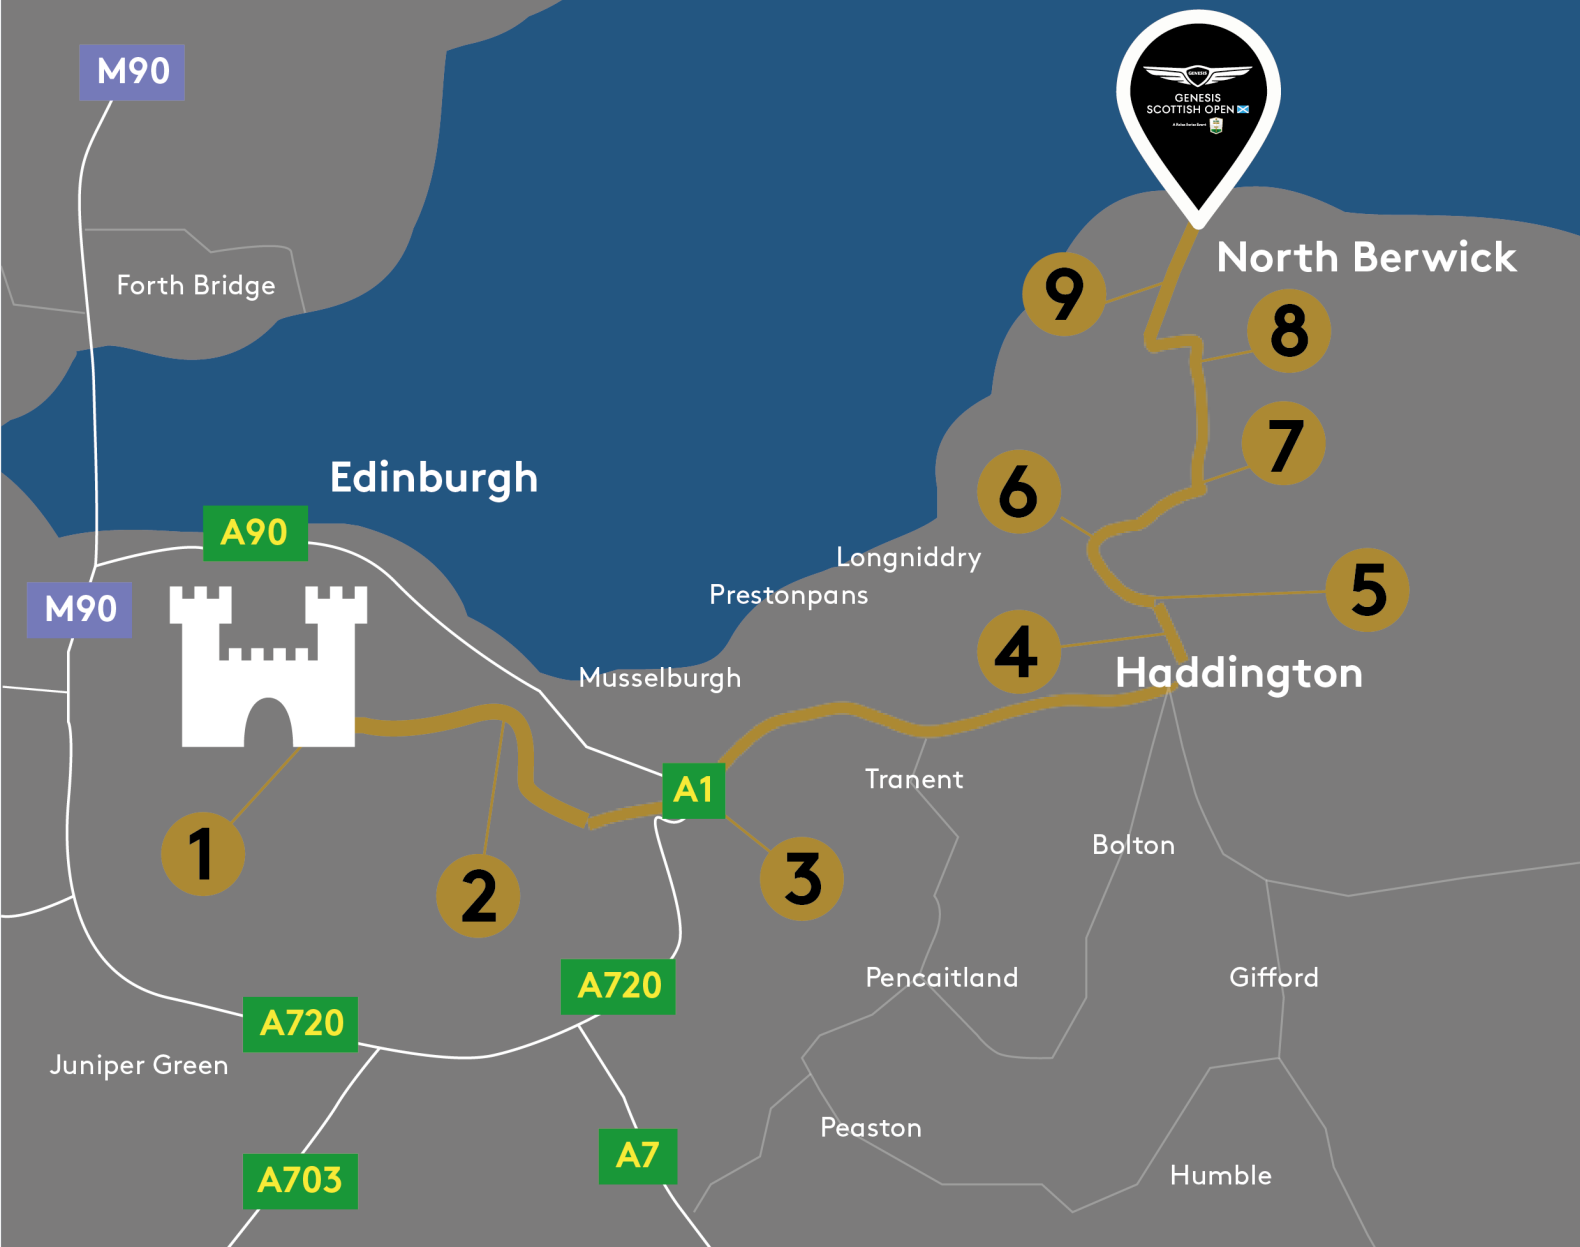 M90
GENESIS
GENESIS
SCOTTISH OPEN
North Berwick
Forth Bridge
9
8
7
Edinburgh
6
A90
Longniddry
Prestonpans
5
M90
4
Haddington
Musselburgh
A1
Tranent
1
2
3
Bolton
A720
Pencaitland
Gifford
A720
Juniper Green
Peaston
A7
A703
Humble